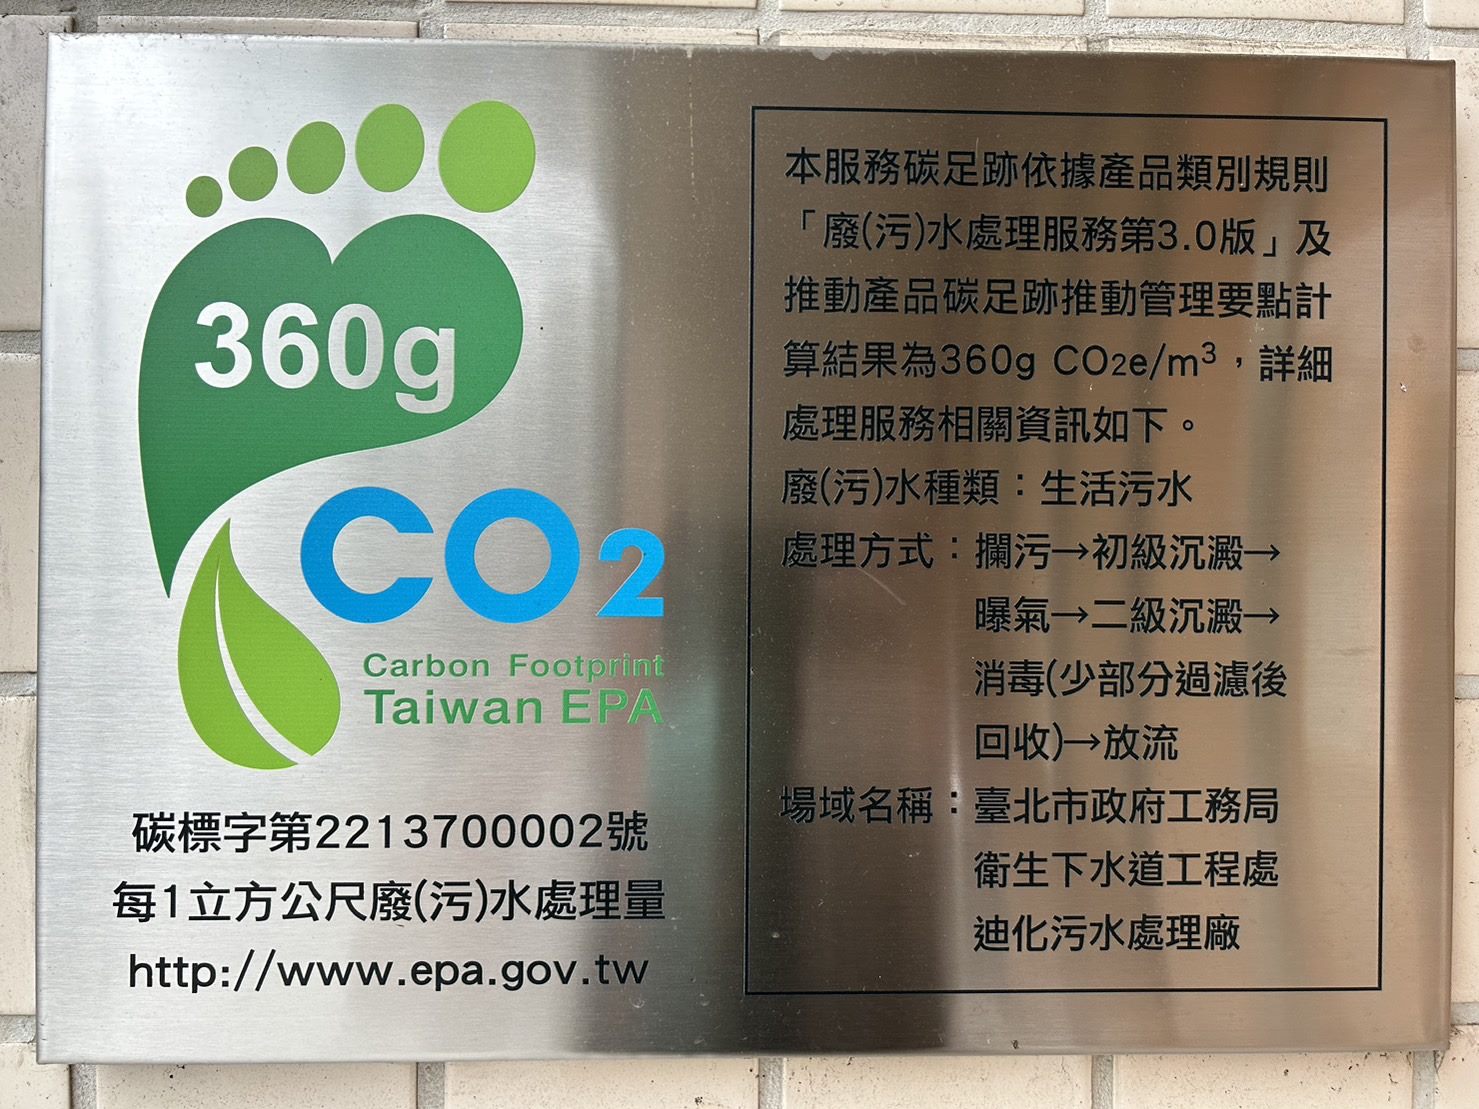 360g
CO2
Carbon Footprint
Taiwan EPA
碳標字第2213700002號
每1立方公尺廢(污)水處理量
http://www.epa.gov.tw
本服務碳足跡依據產品類別規則
「廢(污)水處理服務第3.0版」及
推動產品碳足跡推動管理要點計
算結果為360g CO2e/m³，詳細
處理服務相關資訊如下。
廢(污)水種類：生活污水
處理方式：攔污→初級沉澱→
曝氣→二級沉澱→
消毒(少部分過濾後
回收)→放流
場域名稱：臺北市政府工務局
衛生下水道工程處
迪化污水處理廠